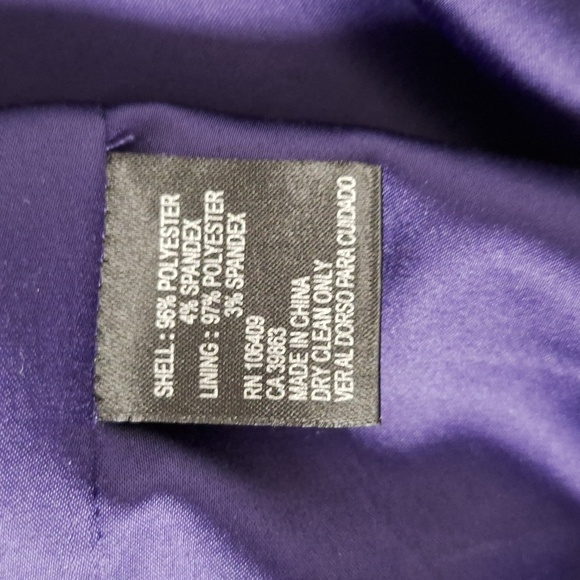 SHELL : 96% POLYESTER
4% SPANDEX
LINING : 97% POLYESTER
3% SPANDEX
RN 106409
CA 39863
MADE IN CHINA
DRY CLEAN ONLY
VER AL DORSO PARA CUIDADO